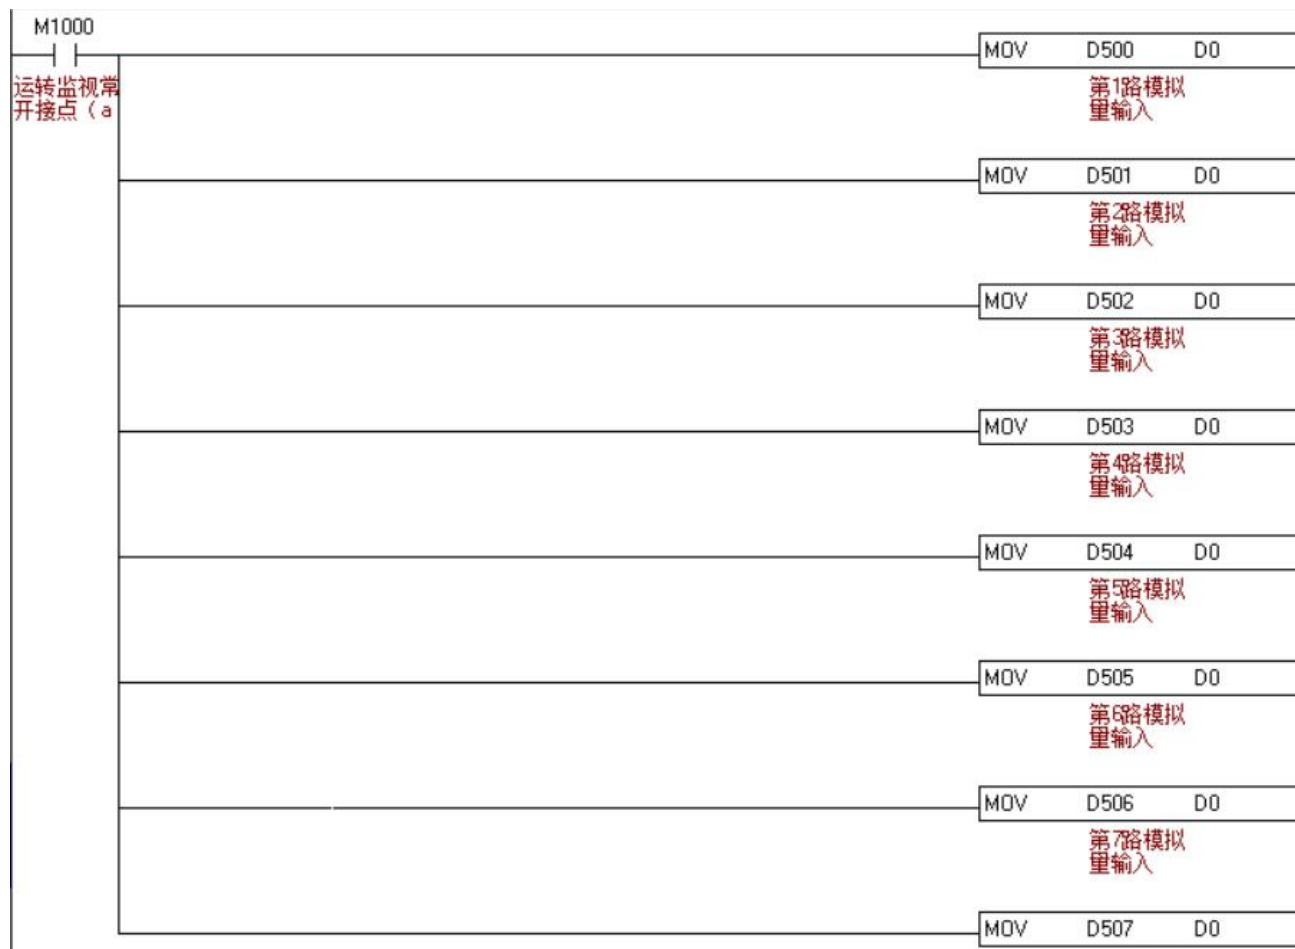 M1000
运转监视常
开接点（a
MOV D500 D0
第1路模拟
量输入
MOV D501 D0
第2路模拟
量输入
MOV D502 D0
第3路模拟
量输入
MOV D503 D0
第4路模拟
量输入
MOV D504 D0
第5路模拟
量输入
MOV D505 D0
第6路模拟
量输入
MOV D506 D0
第7路模拟
量输入
MOV D507 D0